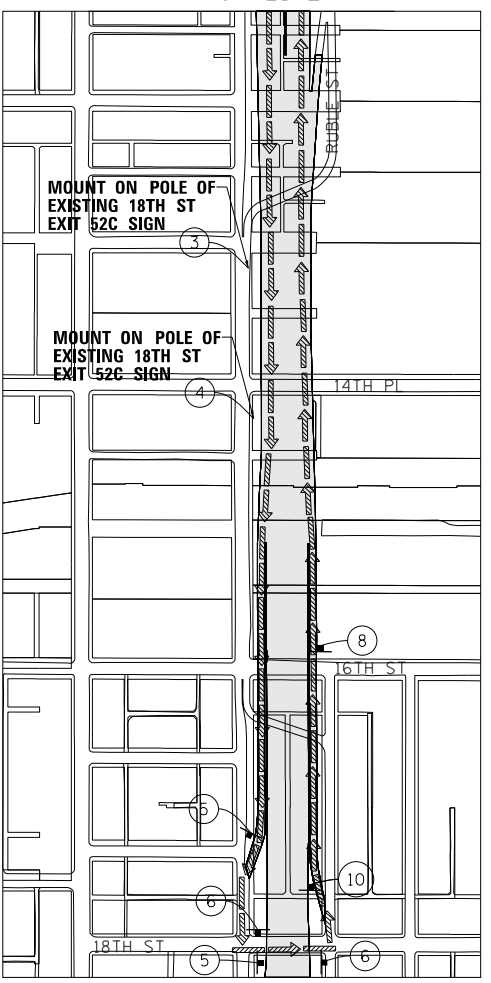 RUBLE ST
MOUNT ON POLE OF
EXISTING 18TH ST
EXIT 52C SIGN
3
MOUNT ON POLE OF
EXISTING 18TH ST
EXIT 52C SIGN
14TH PL
4
8
16TH ST
5
10
6
18TH ST
5
6